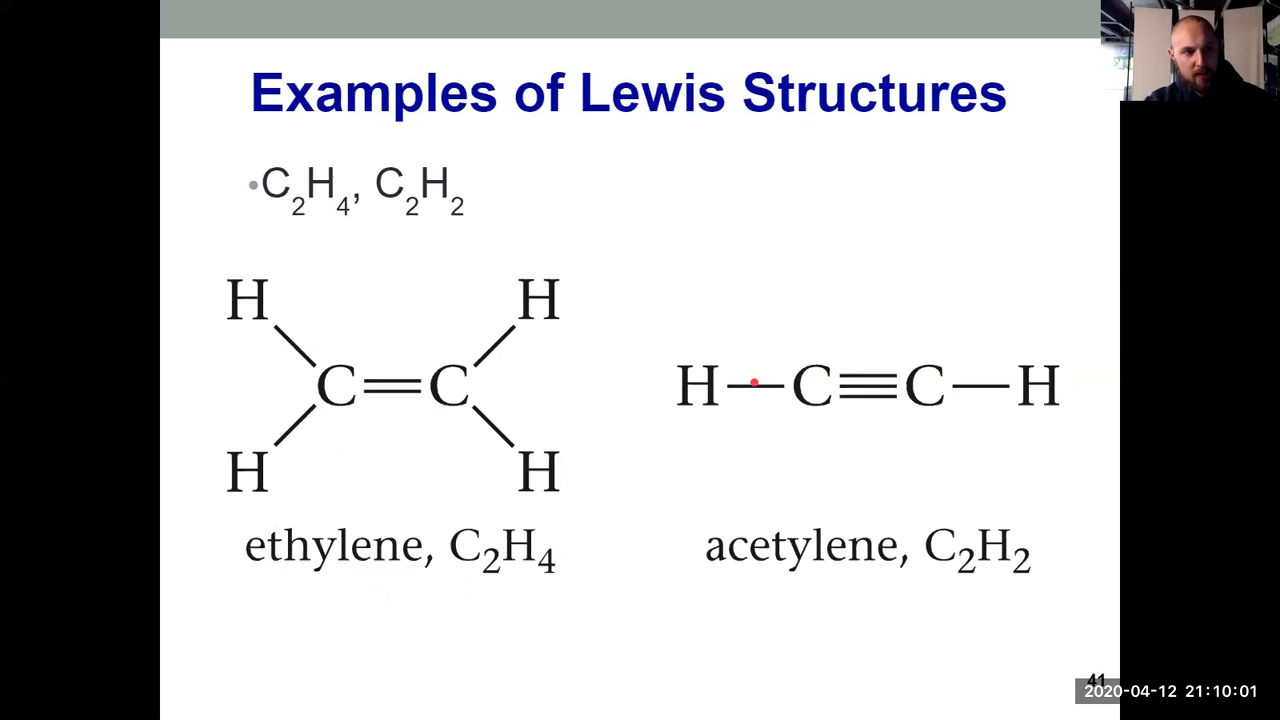 Examples of Lewis Structures
•C₂H₄, C₂H₂
H H
C=C
H H
H—C≡C—H
ethylene, C₂H₄
acetylene, C₂H₂
41
2020-04-12 21:10:01